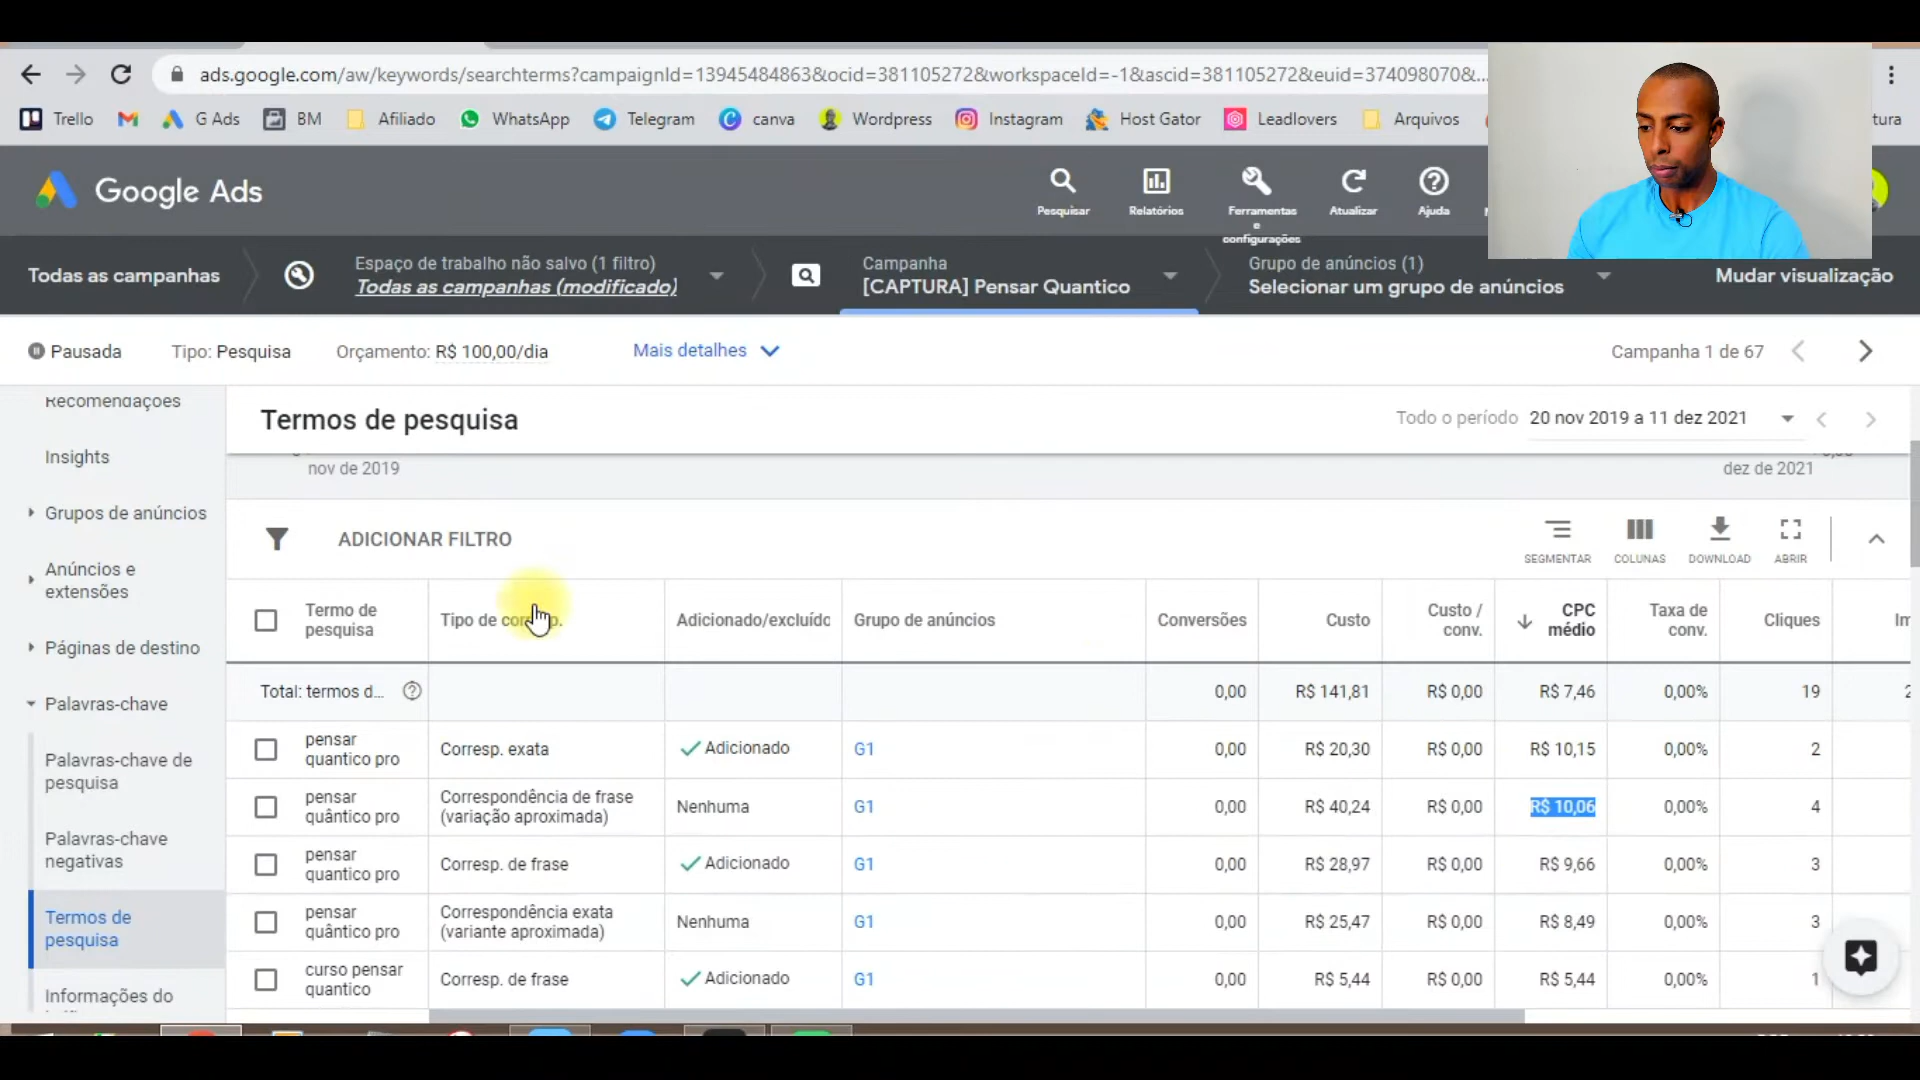 ads.google.com/aw/keywords/searchterms?campaignId=13945484863&ocid=381105272&workspaceId=-1&ascid=381105272&euid=374098070&...
Trello G Ads BM Afiliado WhatsApp Telegram canva Wordpress Instagram Host Gator Leadlovers Arquivos tura
Google Ads
Pesquisar
Relatórios
Ferramentas
e
configurações
Atualizar
Ajuda
Todas as campanhas
Espaço de trabalho não salvo (1 filtro)
Todas as campanhas (modificado)
Campanha
[CAPTURA] Pensar Quantico
Grupo de anúncios (1)
Selecionar um grupo de anúncios
Mudar visualização
Pausada Tipo: Pesquisa Orçamento: R$ 100,00/dia Mais detalhes
Campanha 1 de 67
Recomendações
Insights
Grupos de anúncios
Anúncios e
extensões
Páginas de destino
Palavras-chave
Palavras-chave de
pesquisa
Palavras-chave
negativas
Termos de
pesquisa
Informações do
Termos de pesquisa
Todo o período 20 nov 2019 a 11 dez 2021
nov de 2019 dez de 2021
ADICIONAR FILTRO
SEGMENTAR COLUNAS DOWNLOAD ABRIR
Termo de
pesquisa
Tipo de
Adicionado/excluído
Grupo de anúncios
Conversões
Custo
Custo /
conv.
CPC
médio
Taxa de
conv.
Cliques
Im
Total: termos d... 0,00 R$ 141,81 R$ 0,00 R$ 7,46 0,00% 19 2
pensar
quantico pro
Corresp. exata Adicionado G1 0,00 R$ 20,30 R$ 0,00 R$ 10,15 0,00% 2
pensar
quântico pro
Correspondência de frase
(variação aproximada)
Nenhuma G1 0,00 R$ 40,24 R$ 0,00 R$ 10,06 0,00% 4
pensar
quantico pro
Corresp. de frase Adicionado G1 0,00 R$ 28,97 R$ 0,00 R$ 9,66 0,00% 3
pensar
quântico pro
Correspondência exata
(variante aproximada)
Nenhuma G1 0,00 R$ 25,47 R$ 0,00 R$ 8,49 0,00% 3
curso pensar
quantico
Corresp. de frase Adicionado G1 0,00 R$ 5,44 R$ 0,00 R$ 5,44 0,00% 1